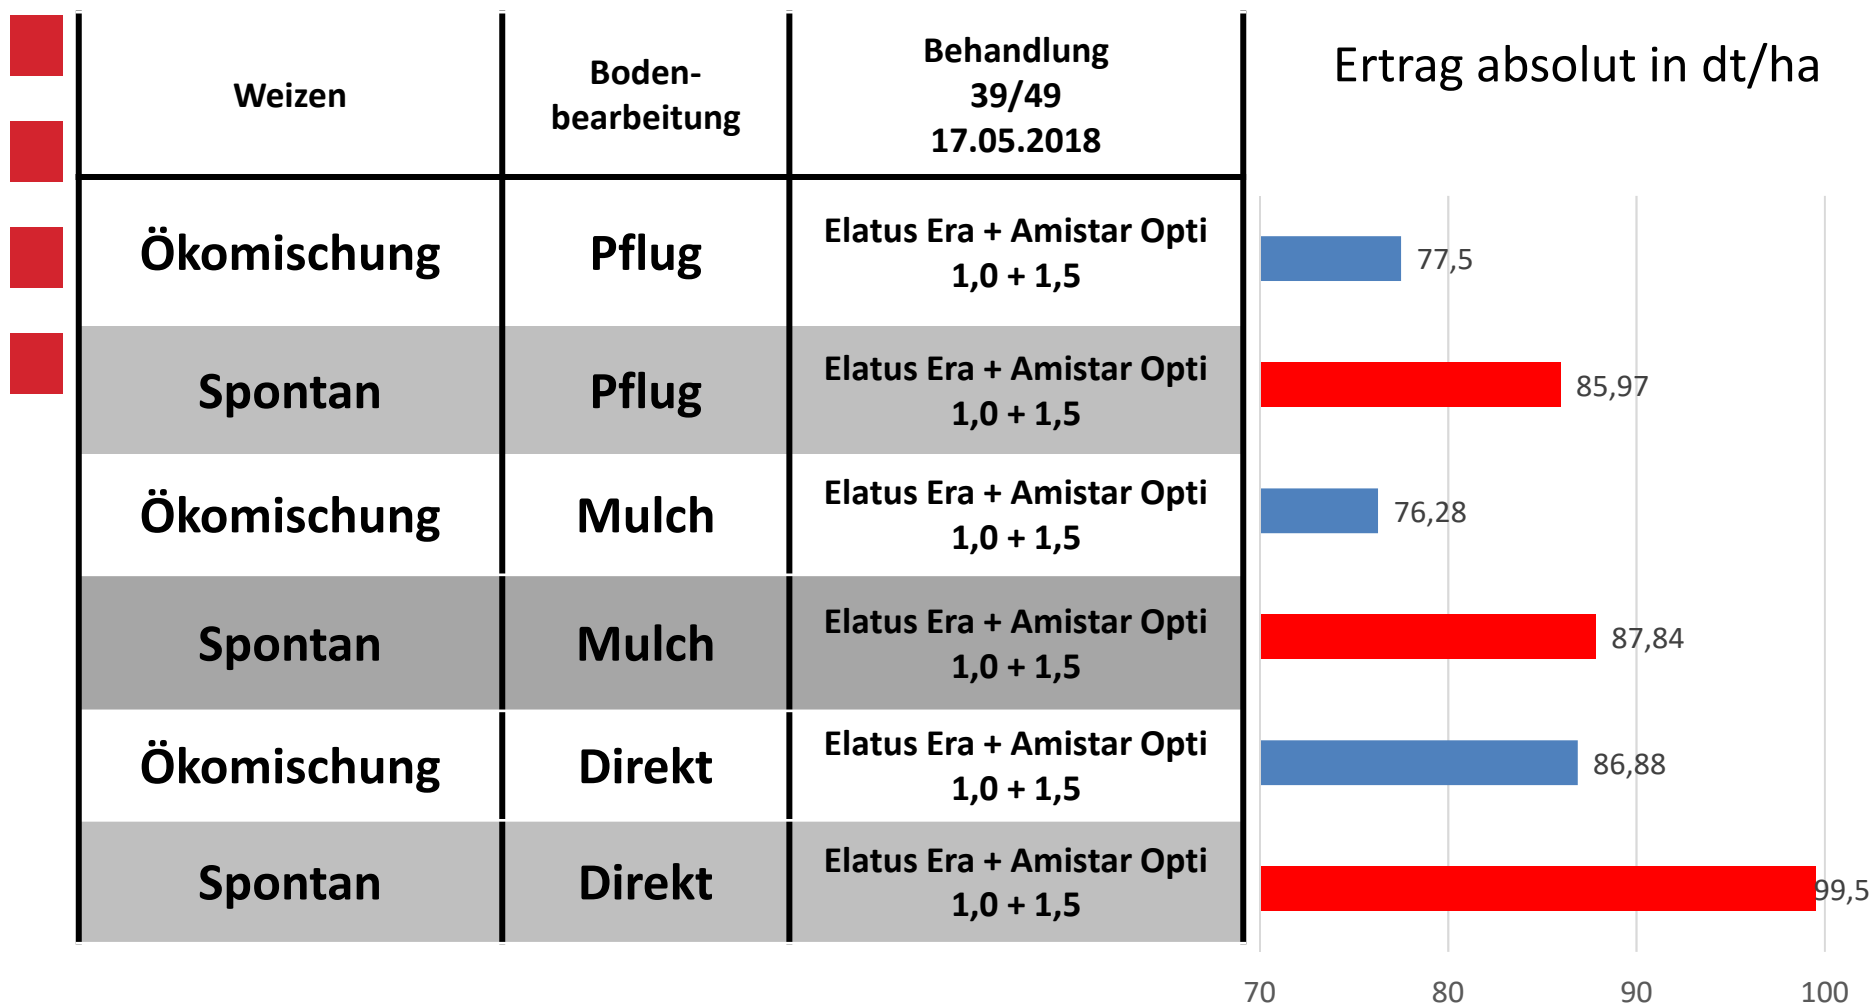 Weizen
Boden-
bearbeitung
Behandlung
39/49
17.05.2018
Ertrag absolut in dt/ha
Ökomischung
Pflug
Elatus Era + Amistar Opti
1,0 + 1,5
77,5
Spontan
Pflug
Elatus Era + Amistar Opti
1,0 + 1,5
85,97
Ökomischung
Mulch
Elatus Era + Amistar Opti
1,0 + 1,5
76,28
Spontan
Mulch
Elatus Era + Amistar Opti
1,0 + 1,5
87,84
Ökomischung
Direkt
Elatus Era + Amistar Opti
1,0 + 1,5
86,88
Spontan
Direkt
Elatus Era + Amistar Opti
1,0 + 1,5
99,5
70 80 90 100